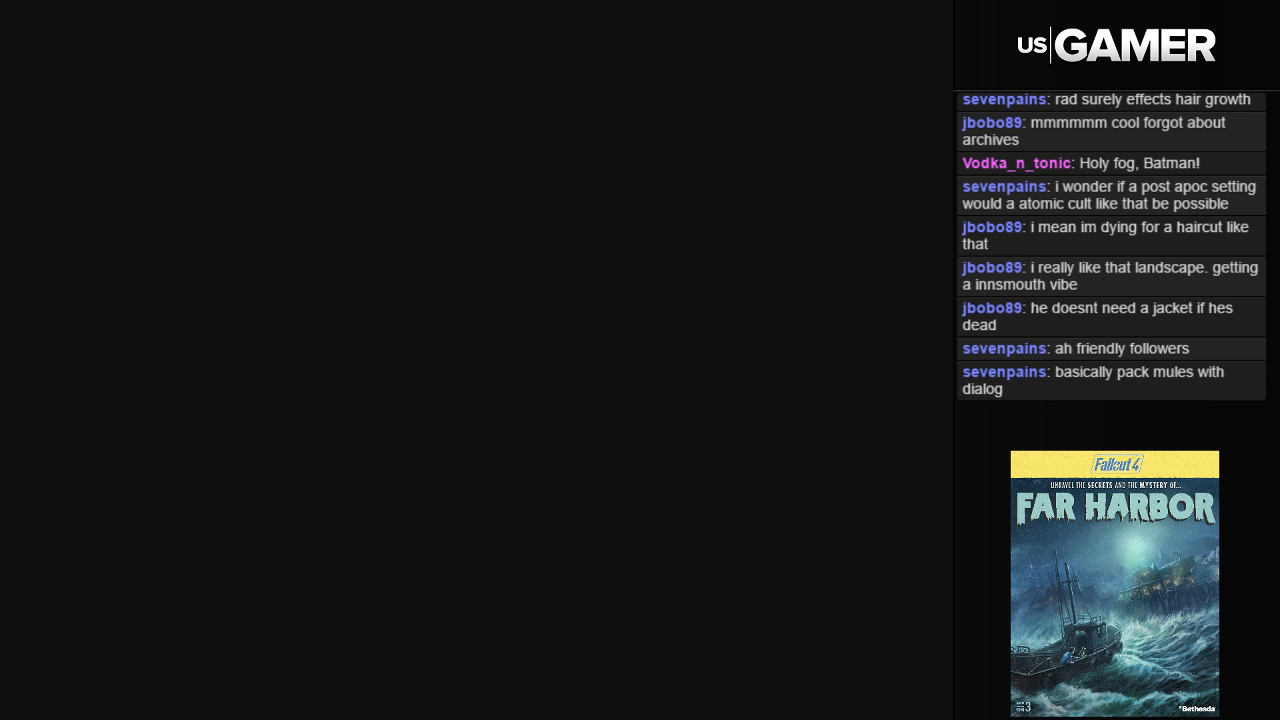 US GAMER
sevenpains: rad surely effects hair growth
jbobo89: mmmmmm cool forgot about
archives
Vodka_n_tonic: Holy fog, Batman!
sevenpains: i wonder if a post apoc setting
would a atomic cult like that be possible
jbobo89: i mean im dying for a haircut like
that
jbobo89: i really like that landscape. getting
a innsmouth vibe
jbobo89: he doesnt need a jacket if hes
dead
sevenpains: ah friendly followers
sevenpains: basically pack mules with
dialog
Fallout 4
UNRAVEL THE SECRETS AND THE MYSTERY OF...
FAR HARBOR
3
Bethesda